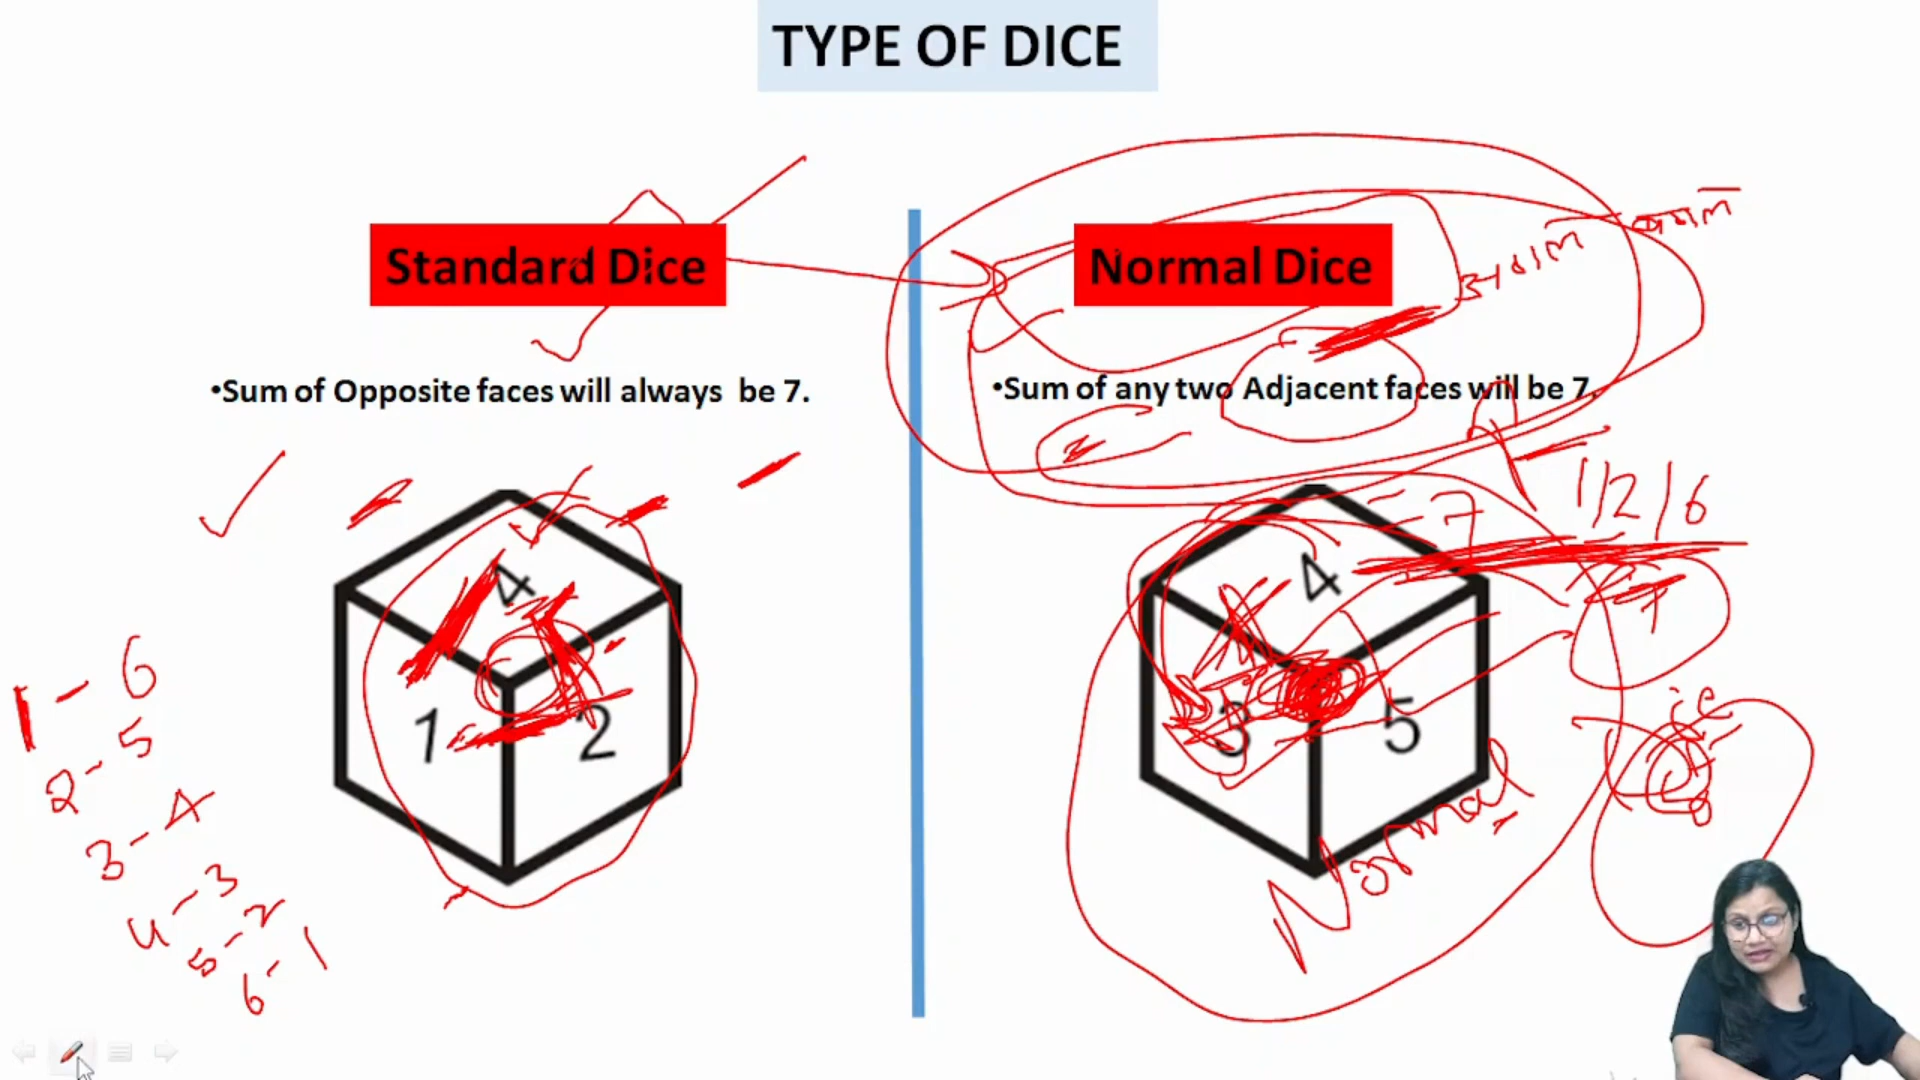 TYPE OF DICE
Standard Dice
Normal Dice
•Sum of Opposite faces will always be 7.
•Sum of any two Adjacent faces will be 7.
4
1
2
4
3
5
1 - 6
2 - 5
3 - 4
4 - 3
5 - 2
6 - 1
= 7
1/2/6
Normal